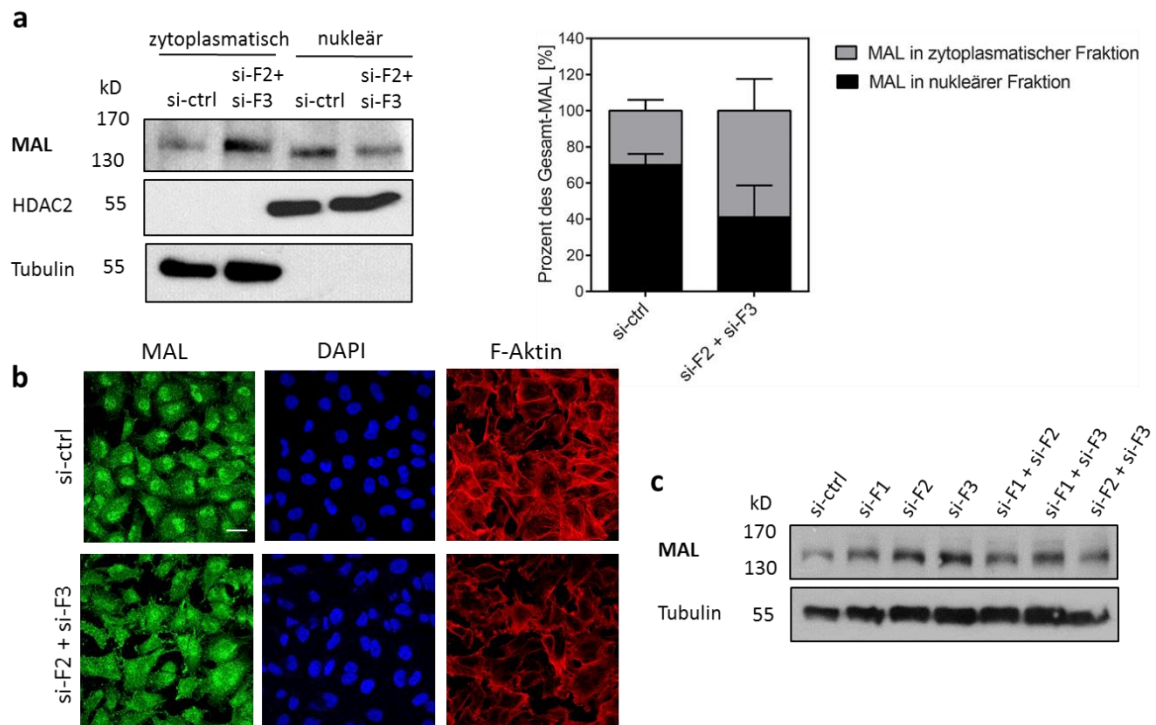 a
zytoplasmatisch nukleär
kD si-ctrl si-F2+ si-F3 si-ctrl si-F2+ si-F3
170
MAL
130
HDAC2 55
Tubulin 55
140
120
100
80
60
40
20
0
Prozent des Gesamt-MAL [%]
si-ctrl
si-F2 + si-F3
MAL in zytoplasmatischer Fraktion
MAL in nukleärer Fraktion
b
MAL DAPI F-Aktin
si-ctrl
si-F2 + si-F3
c
kD si-ctrl si-F1 si-F2 si-F3 si-F1 + si-F2 si-F1 + si-F3 si-F2 + si-F3
170
MAL
130
Tubulin 55